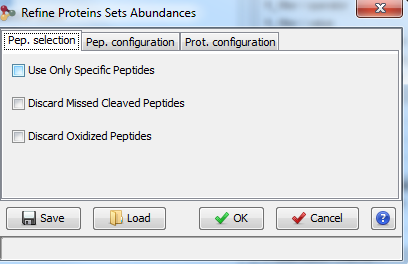 Refine Proteins Sets Abundances
Pep. selection Pep. configuration Prot. configuration
Use Only Specific Peptides
Discard Missed Cleaved Peptides
Discard Oxidized Peptides
Save Load OK Cancel ?